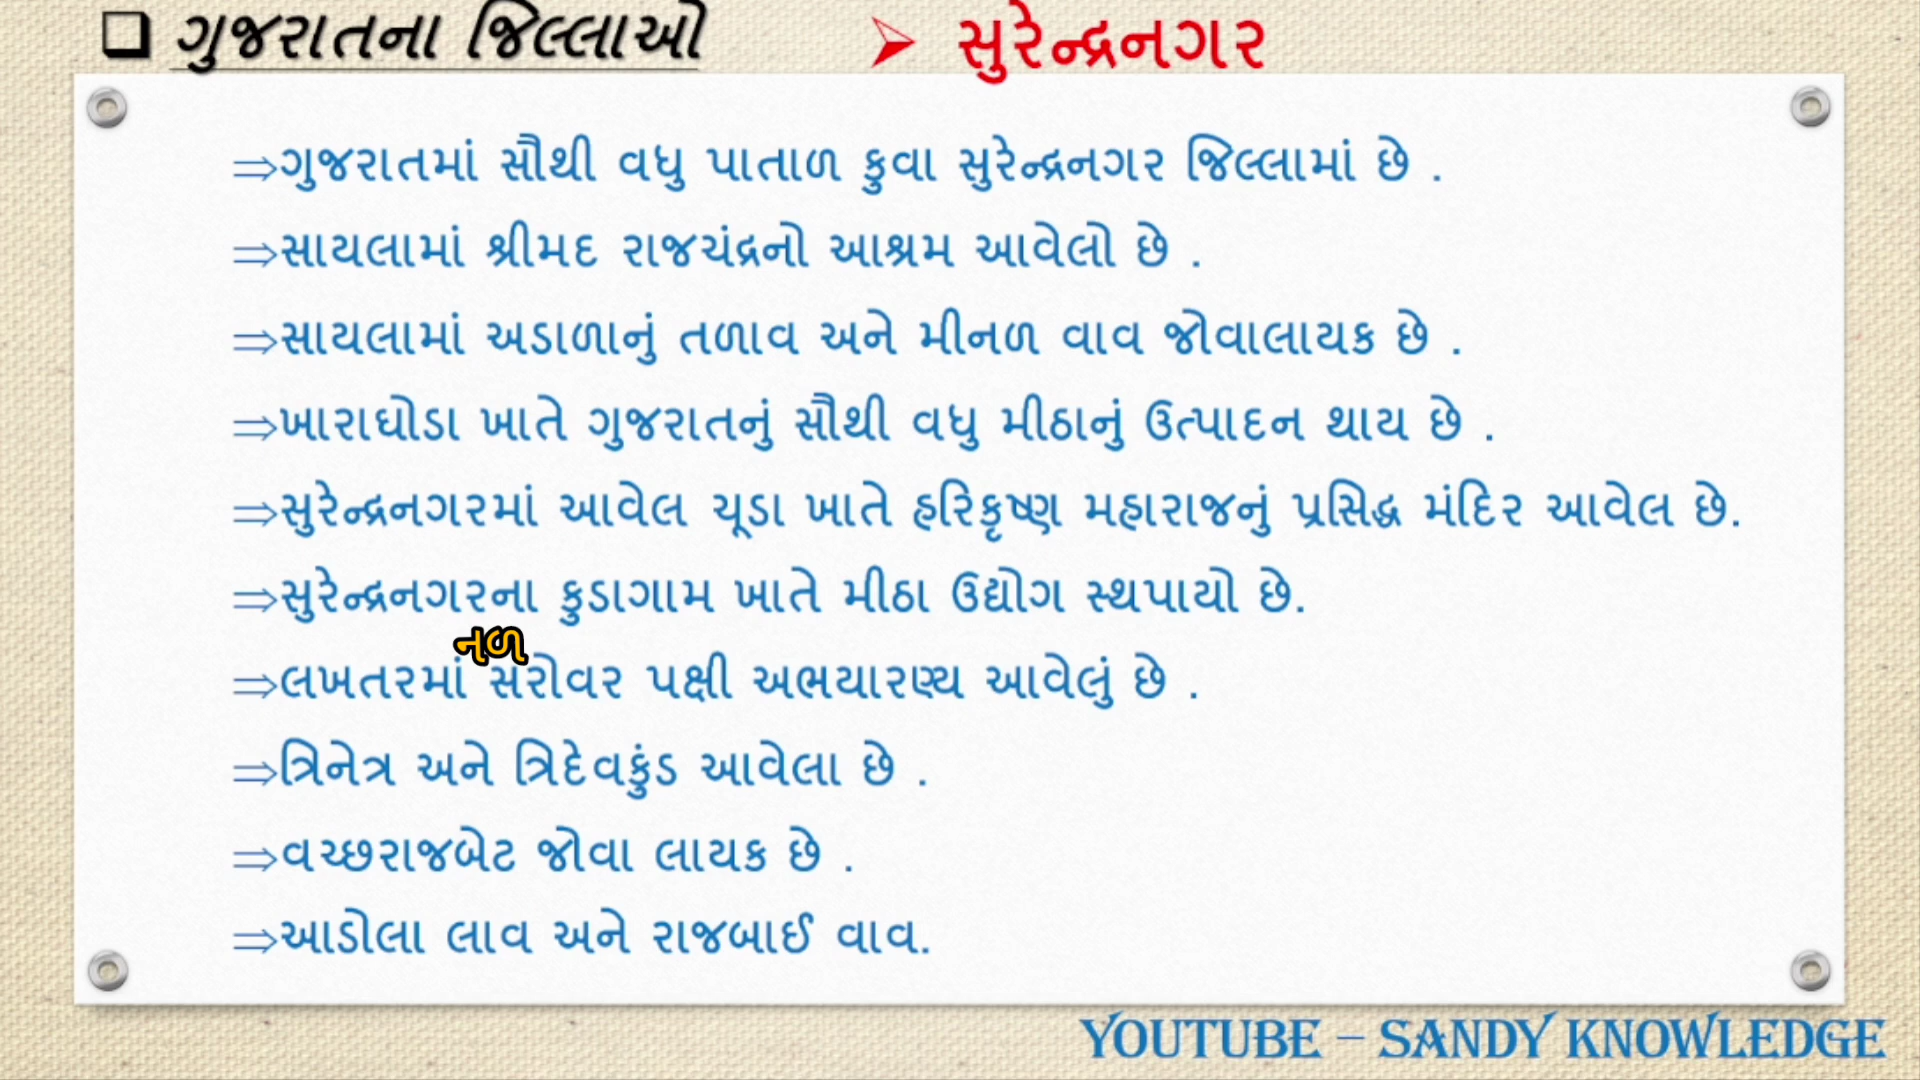 ❑ ગુજરાતના જિલ્લાઓ ➢ સુરેન્દ્રનગર
⇒ગુજરાતમાં સૌથી વધુ પાતાળ કુવા સુરેન્દ્રનગર જિલ્લામાં છે .
⇒સાયલામાં શ્રીમદ રાજચંદ્રનો આશ્રમ આવેલો છે .
⇒સાયલામાં અડાળાનું તળાવ અને મીનળ વાવ જોવાલાયક છે .
⇒ખારાઘોડા ખાતે ગુજરાતનું સૌથી વધુ મીઠાનું ઉત્પાદન થાય છે .
⇒સુરેન્દ્રનગરમાં આવેલ ચૂડા ખાતે હરિકૃષ્ણ મહારાજનું પ્રસિદ્ધ મંદિર આવેલ છે.
⇒સુરેન્દ્રનગરના કુડાગામ ખાતે મીઠા ઉદ્યોગ સ્થપાયો છે.
નળ
⇒લખતરમાં સરોવર પક્ષી અભયારણ્ય આવેલું છે .
⇒ત્રિનેત્ર અને ત્રિદેવકુંડ આવેલા છે .
⇒વચ્છરાજબેટ જોવા લાયક છે .
⇒આડોલા લાવ અને રાજબાઈ વાવ.
YOUTUBE – SANDY KNOWLEDGE